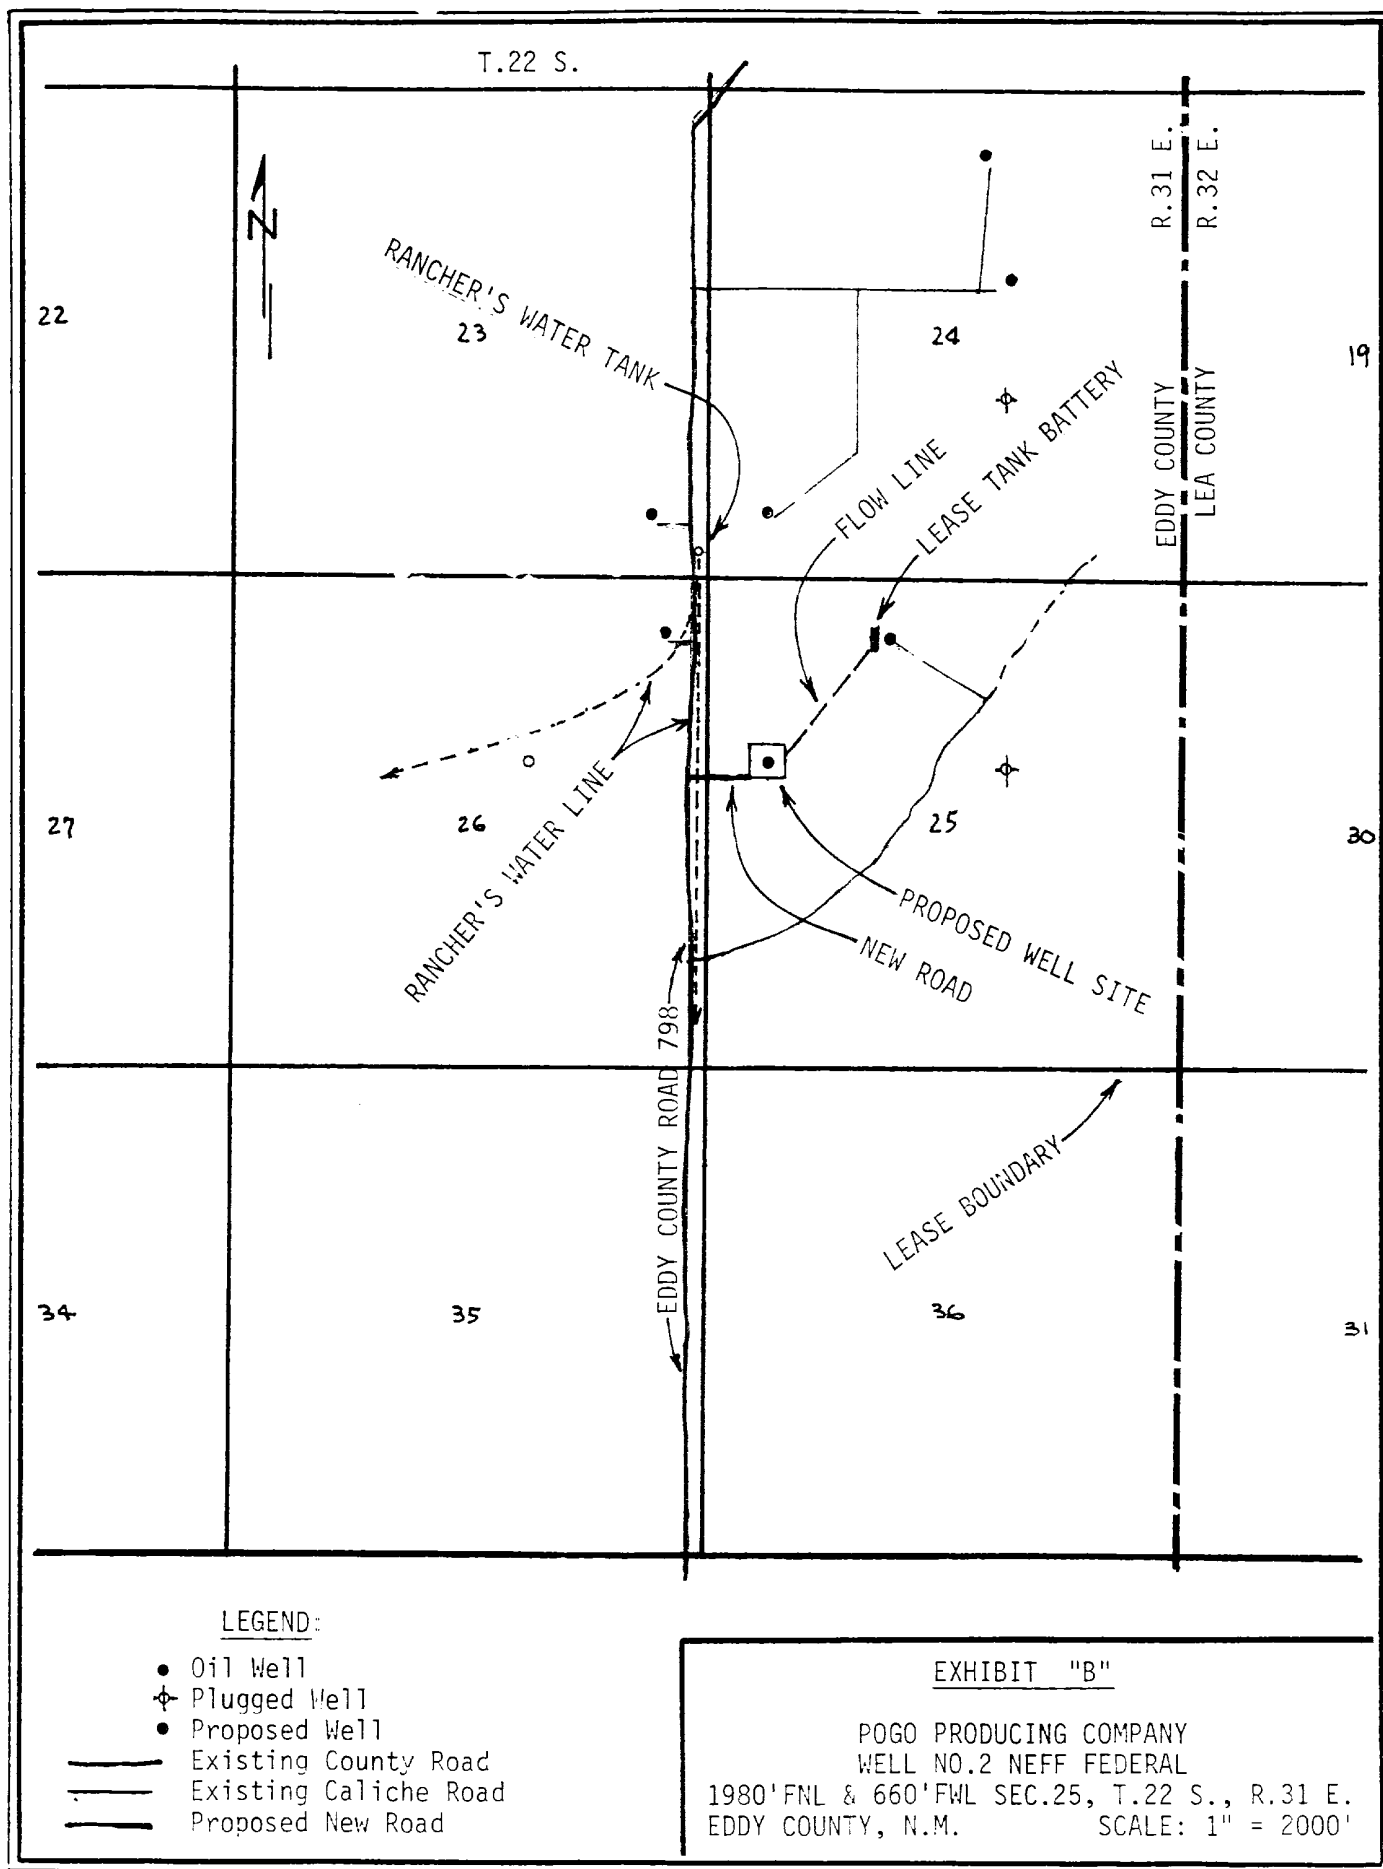 T.22 S.
N
R.31 E.
R.32 E.
RANCHER'S WATER TANK
22
23
24
19
EDDY COUNTY
LEA COUNTY
FLOW LINE
LEASE TANK BATTERY
27
26
25
30
RANCHER'S WATER LINE
PROPOSED WELL SITE
NEW ROAD
EDDY COUNTY ROAD 798
LEASE BOUNDARY
34
35
36
31
LEGEND:
Oil Well
Plugged Well
Proposed Well
Existing County Road
Existing Caliche Road
Proposed New Road
EXHIBIT "B"
POGO PRODUCING COMPANY
WELL NO.2 NEFF FEDERAL
1980'FNL & 660'FWL SEC.25, T.22 S., R.31 E.
EDDY COUNTY, N.M. SCALE: 1" = 2000'